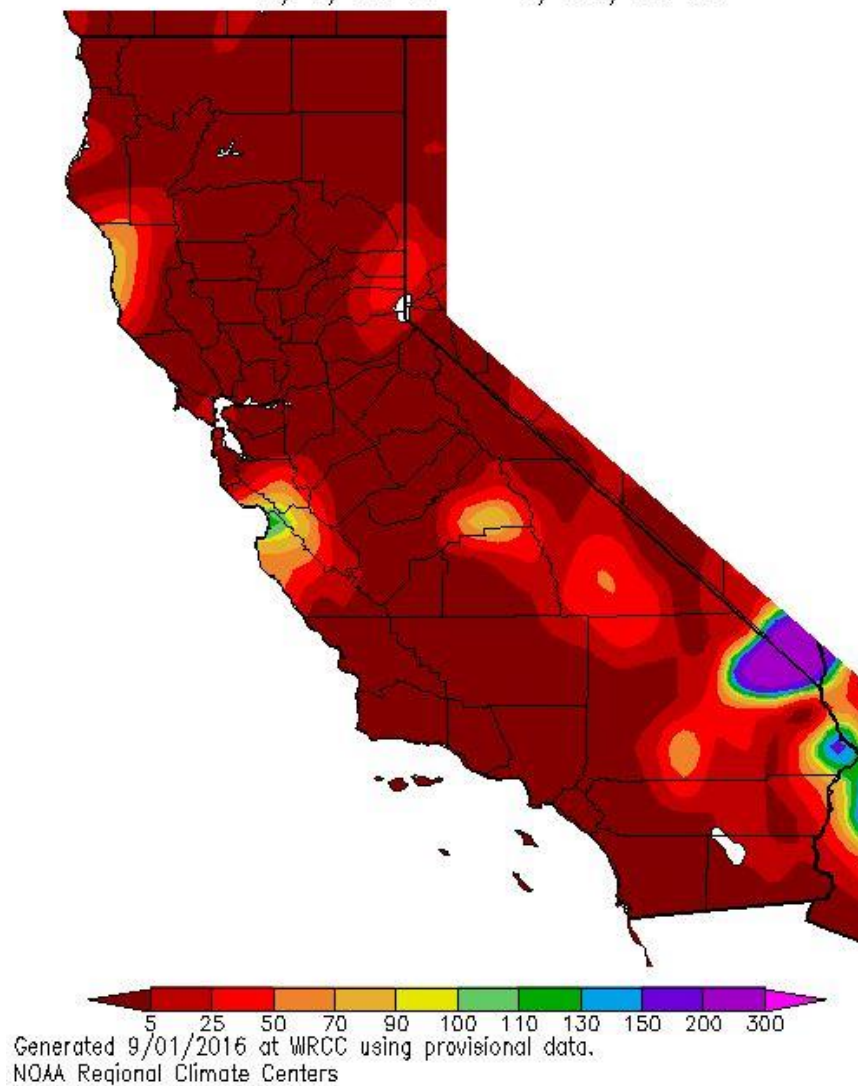 5 25 50 70 90 100 110 130 150 200 300
Generated 9/01/2016 at WRCC using provisional data.
NOAA Regional Climate Centers